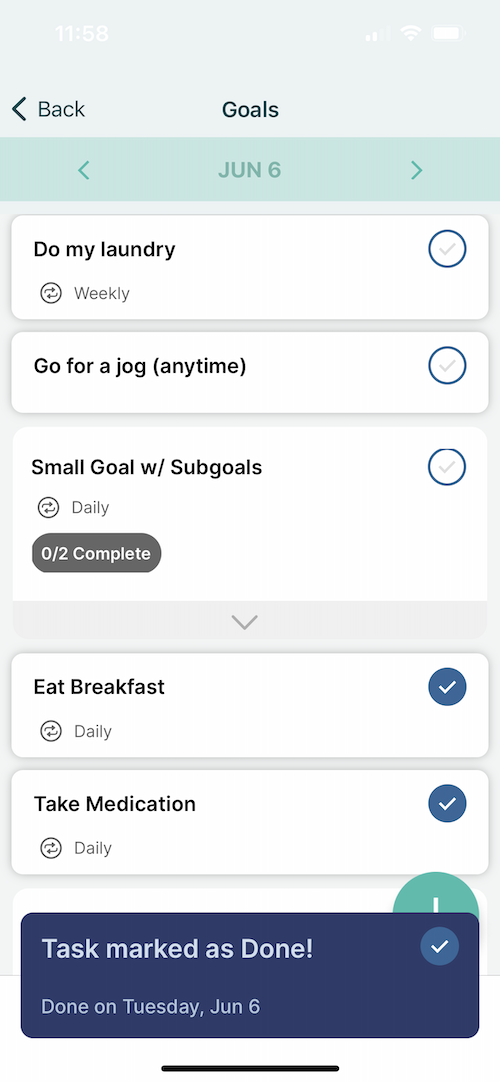 11:58
Back
Goals
JUN 6
Do my laundry
Weekly
Go for a jog (anytime)
Small Goal w/ Subgoals
Daily
0/2 Complete
Eat Breakfast
Daily
Take Medication
Daily
Task marked as Done!
Done on Tuesday, Jun 6